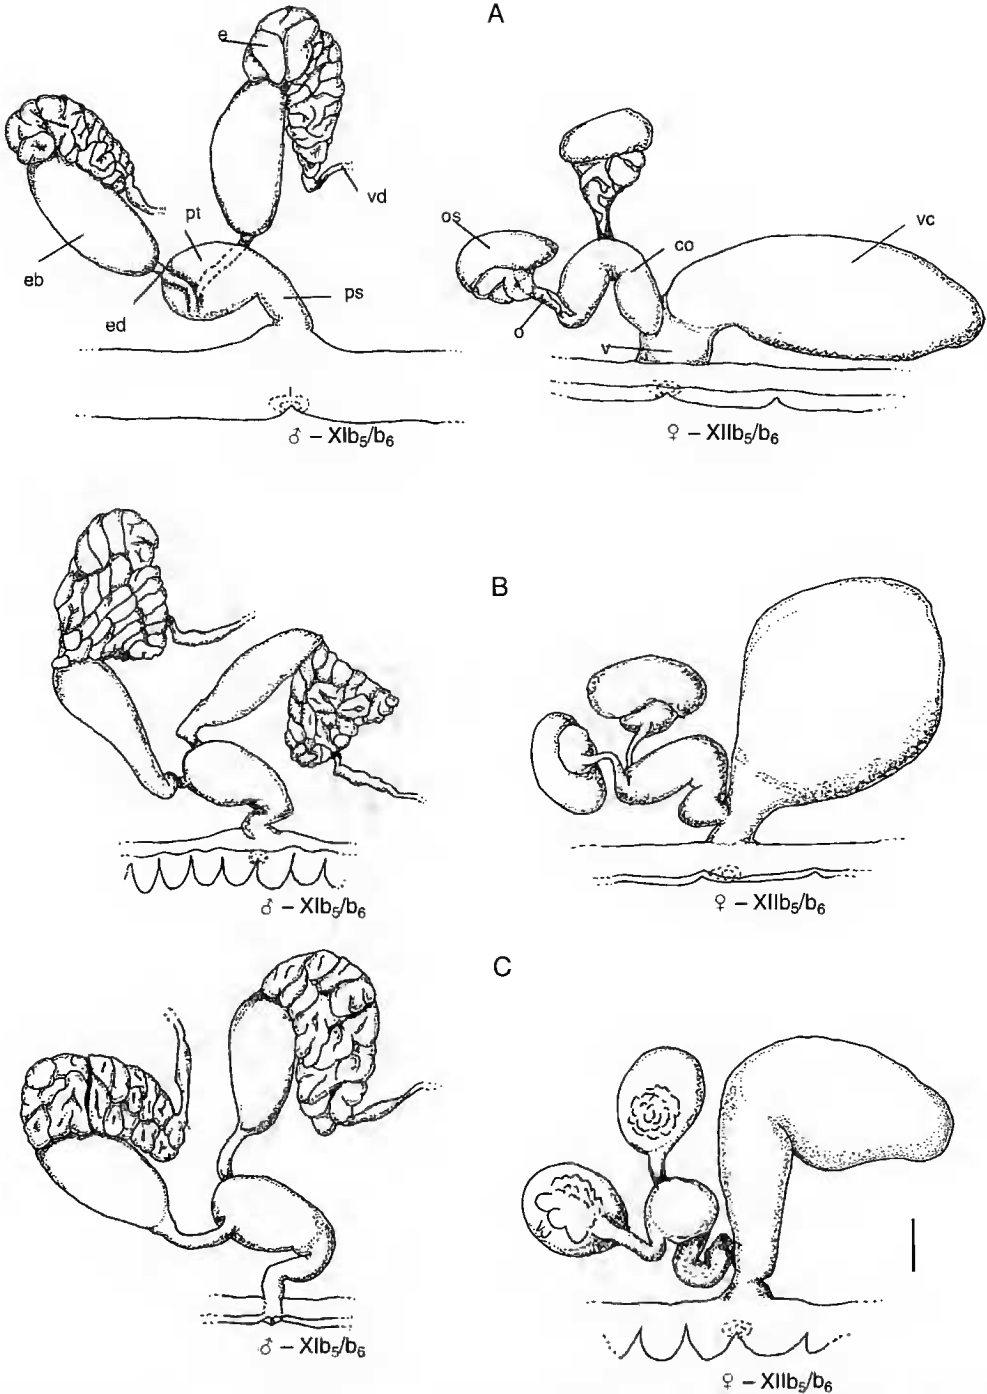 A
e
vd
pt
eb
ed
ps
os
co
vc
o
v
♂ – XIb₅/b₆
♀ – XIIb₅/b₆
B
♂ – XIb₅/b₆
♀ – XIIb₅/b₆
C
♂ – XIb₅/b₆
♀ – XIIb₅/b₆